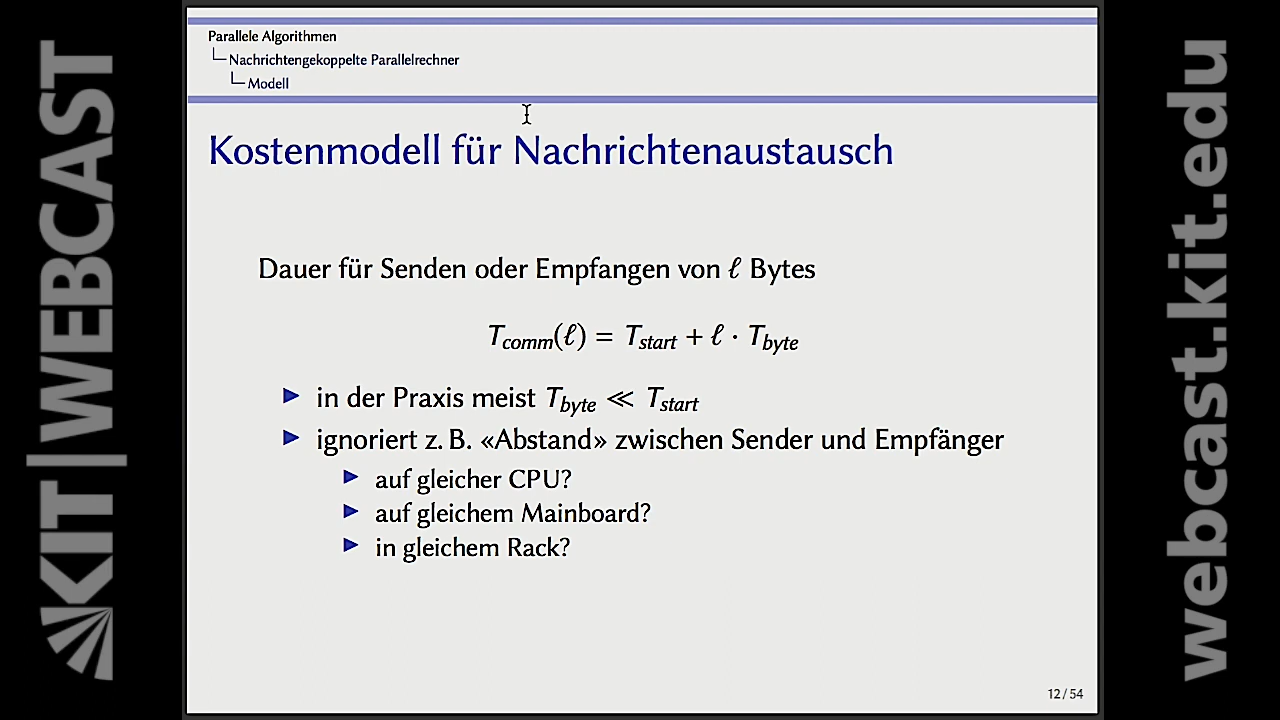 Parallele Algorithmen
Nachrichtengekoppelte Parallelrechner
Modell
Kostenmodell für Nachrichtenaustausch
Dauer für Senden oder Empfangen von ℓ Bytes
T_comm(ℓ) = T_start + ℓ · T_byte
in der Praxis meist T_byte ≪ T_start
ignoriert z. B. «Abstand» zwischen Sender und Empfänger
auf gleicher CPU?
auf gleichem Mainboard?
in gleichem Rack?
12 / 54
KIT | WEBCAST
webcast.kit.edu